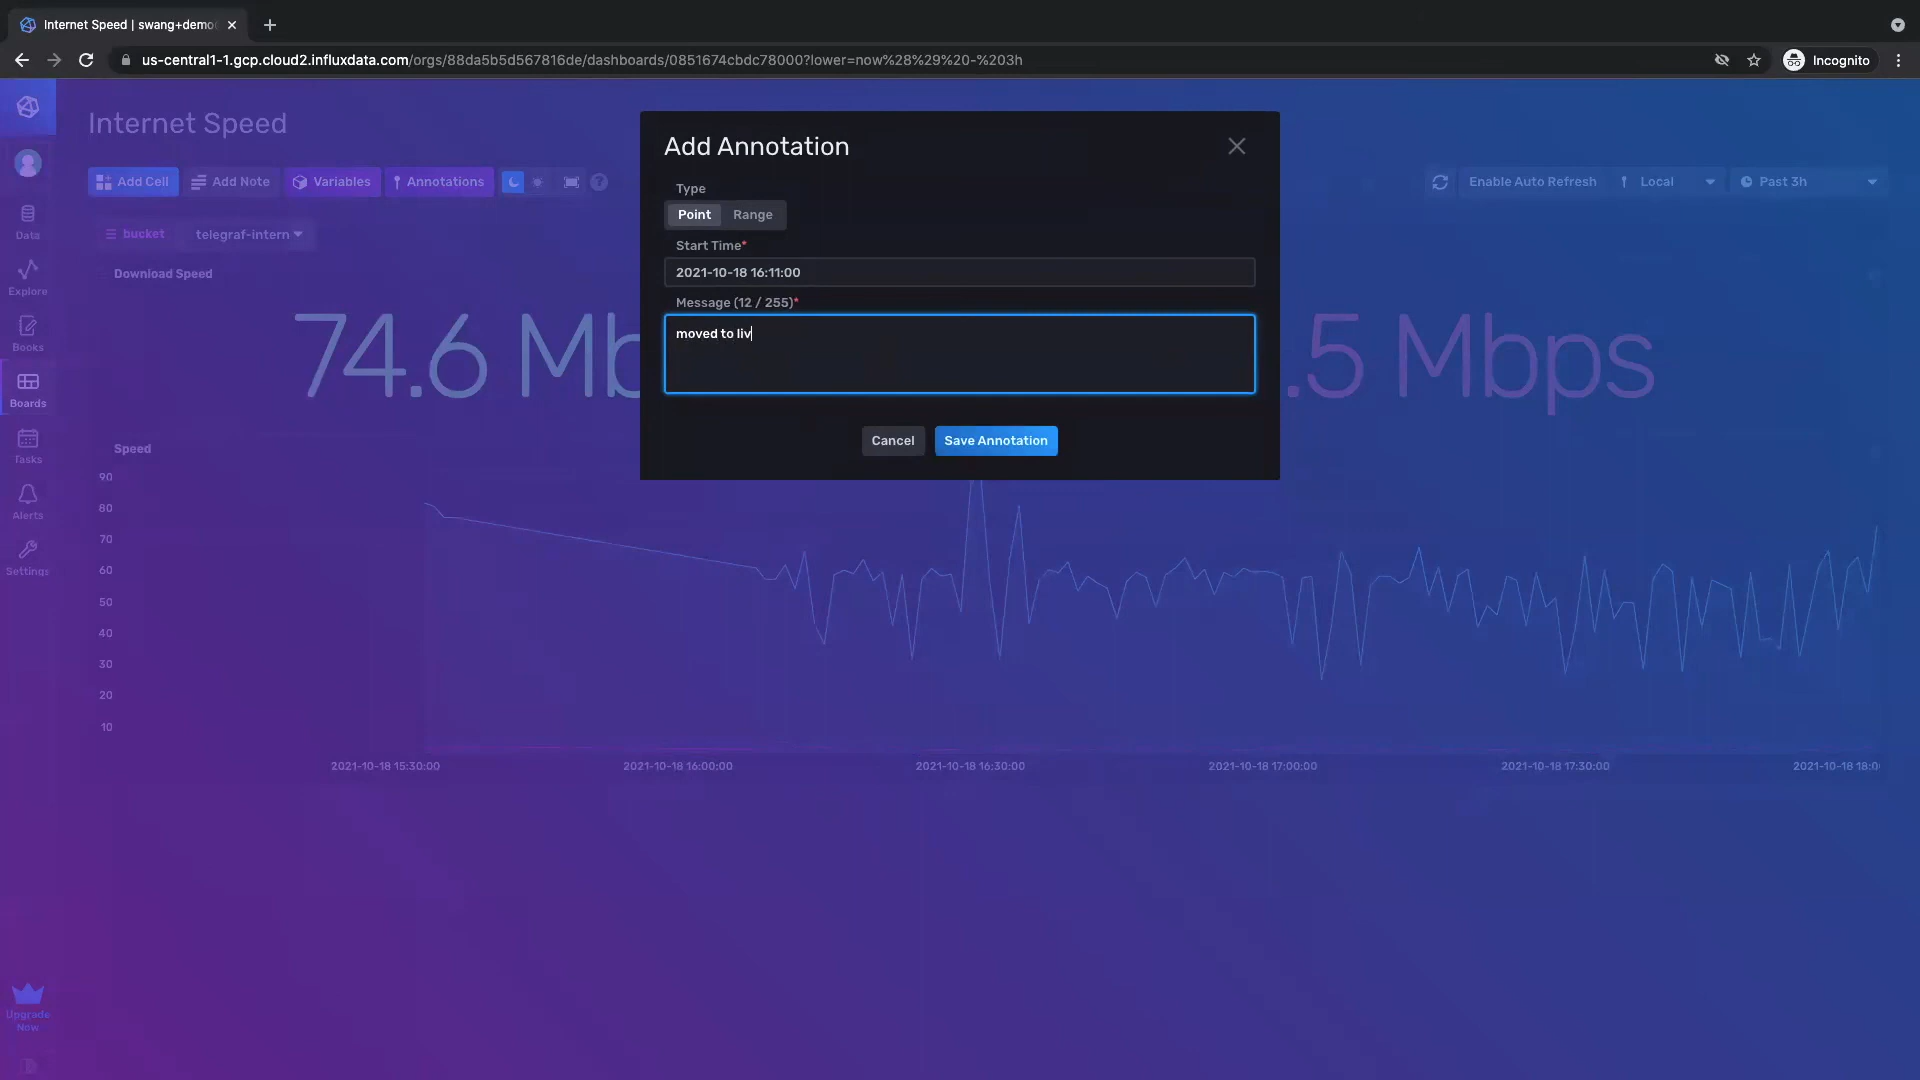 Internet Speed | swang+demo
us-central1-1.gcp.cloud2.influxdata.com/orgs/88da5b5d567816de/dashboards/0851674cbdc78000?lower=now%28%29%20-%203h
Incognito
Internet Speed
Add Cell
Add Note
Variables
Annotations
?
Enable Auto Refresh
Local
Past 3h
bucket
telegraf-intern
Data
Explore
Books
Boards
Tasks
Alerts
Settings
Upgrade
Now
Download Speed
74.6 Mb
.5 Mbps
Add Annotation
Type
Point
Range
Start Time*
2021-10-18 16:11:00
Message (12 / 255)*
moved to liv
Cancel
Save Annotation
Speed
90
80
70
60
50
40
30
20
10
2021-10-18 15:30:00
2021-10-18 16:00:00
2021-10-18 16:30:00
2021-10-18 17:00:00
2021-10-18 17:30:00
2021-10-18 18:0